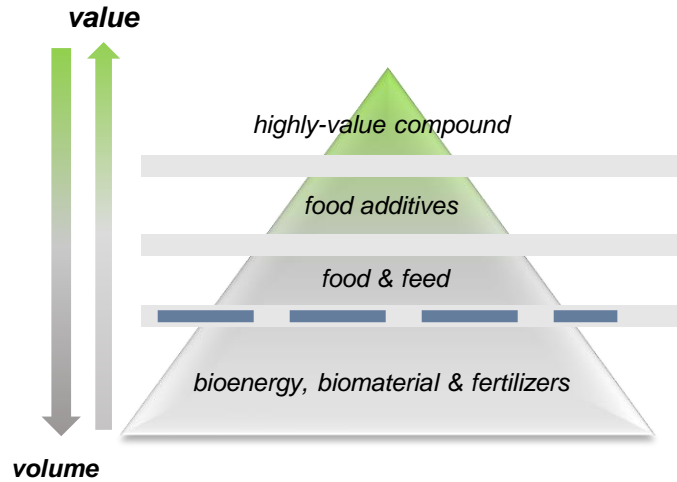 value
highly-value compound
food additives
food & feed
bioenergy, biomaterial & fertilizers
volume